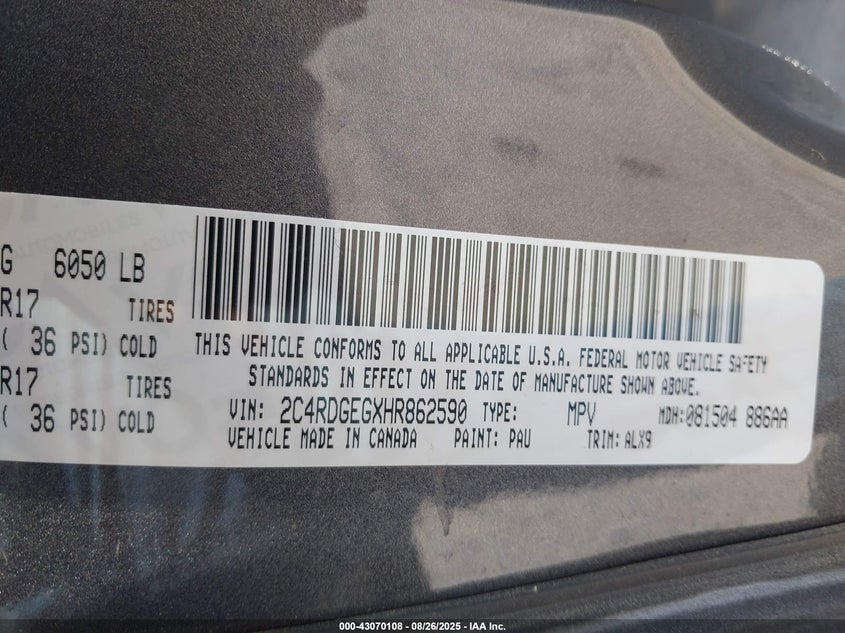 G 6050 LB
R17 TIRES
( 36 PSI) COLD
R17 TIRES
( 36 PSI) COLD
THIS VEHICLE CONFORMS TO ALL APPLICABLE U.S.A. FEDERAL MOTOR VEHICLE SAFETY
STANDARDS IN EFFECT ON THE DATE OF MANUFACTURE SHOWN ABOVE.
VIN: 2C4RDGEGXHR862590 TYPE: MPV MDH:081504 886AA
VEHICLE MADE IN CANADA PAINT: PAU TRIM: ALX9
000-43070108 - 08/26/2025 - IAA Inc.